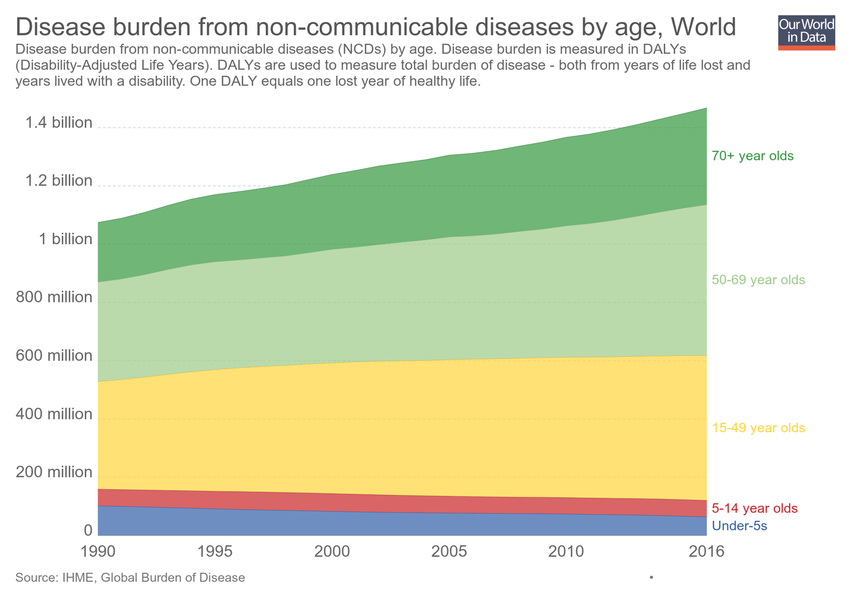 Disease burden from non-communicable diseases by age, World
Our World
in Data
Disease burden from non-communicable diseases (NCDs) by age. Disease burden is measured in DALYs
(Disability-Adjusted Life Years). DALYs are used to measure total burden of disease - both from years of life lost and
years lived with a disability. One DALY equals one lost year of healthy life.
1.4 billion
70+ year olds
1.2 billion
1 billion
50-69 year olds
800 million
600 million
400 million
15-49 year olds
200 million
5-14 year olds
Under-5s
0
1990 1995 2000 2005 2010 2016
Source: IHME, Global Burden of Disease